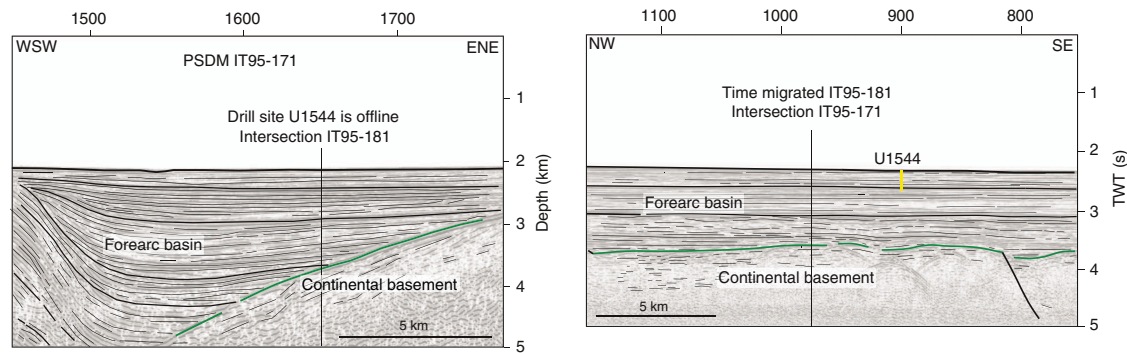 1500 1600 1700
WSW ENE
PSDM IT95-171
Drill site U1544 is offline
Intersection IT95-181
1
2
3
4
5
Depth (km)
Forearc basin
Continental basement
5 km
1100 1000 900 800
NW SE
Time migrated IT95-181
Intersection IT95-171
U1544
1
2
3
4
5
TWT (s)
Forearc basin
Continental basement
5 km